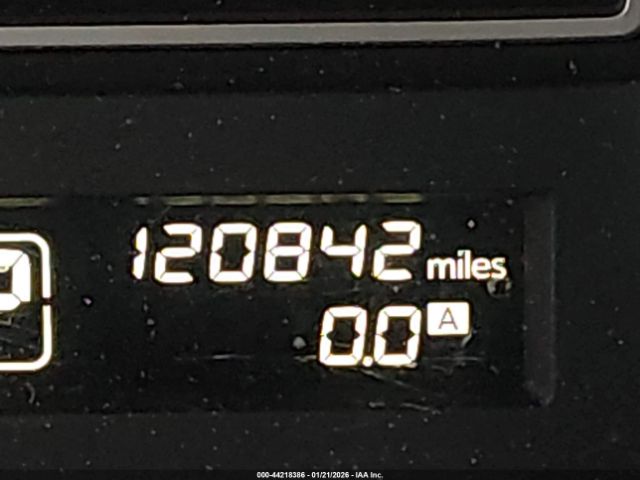 120842 miles
0.0 A
000-44218386 - 01/21/2026 - IAA Inc.